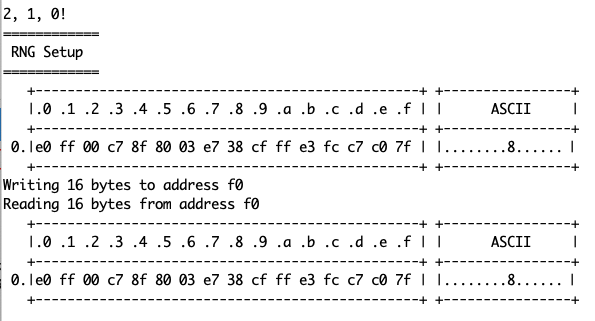 2, 1, 0!
============
 RNG Setup
============
   +------------------------------------------------+ +----------------+
   |.0 .1 .2 .3 .4 .5 .6 .7 .8 .9 .a .b .c .d .e .f | |      ASCII     |
   +------------------------------------------------+ +----------------+
 0.|e0 ff 00 c7 8f 80 03 e7 38 cf ff e3 fc c7 c0 7f | |........8...... |
   +------------------------------------------------+ +----------------+
Writing 16 bytes to address f0
Reading 16 bytes from address f0
   +------------------------------------------------+ +----------------+
   |.0 .1 .2 .3 .4 .5 .6 .7 .8 .9 .a .b .c .d .e .f | |      ASCII     |
   +------------------------------------------------+ +----------------+
 0.|e0 ff 00 c7 8f 80 03 e7 38 cf ff e3 fc c7 c0 7f | |........8...... |
   +------------------------------------------------+ +----------------+